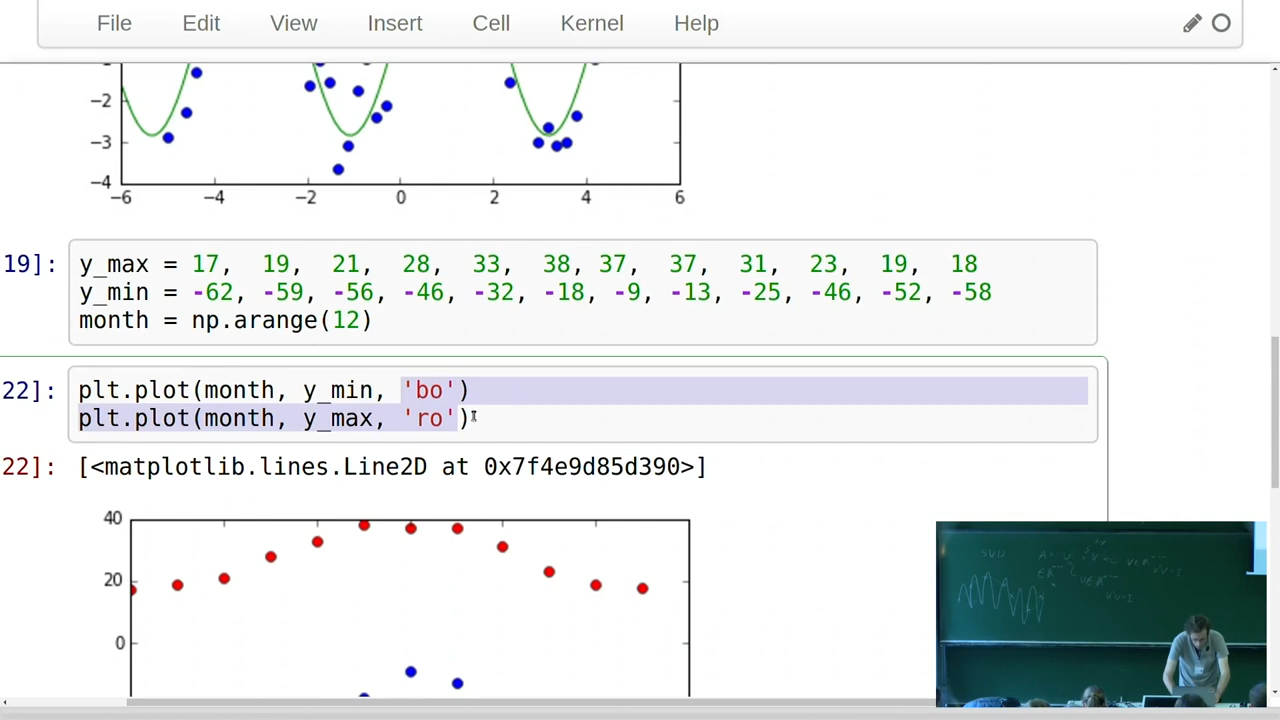 File Edit View Insert Cell Kernel Help
−2
−3
−4
−6 −4 −2 0 2 4 6
19]: y_max = 17, 19, 21, 28, 33, 38, 37, 37, 31, 23, 19, 18
y_min = -62, -59, -56, -46, -32, -18, -9, -13, -25, -46, -52, -58
month = np.arange(12)
22]: plt.plot(month, y_min, 'bo')
plt.plot(month, y_max, 'ro')
22]: [<matplotlib.lines.Line2D at 0x7f4e9d85d390>]
40
20
0
SVD